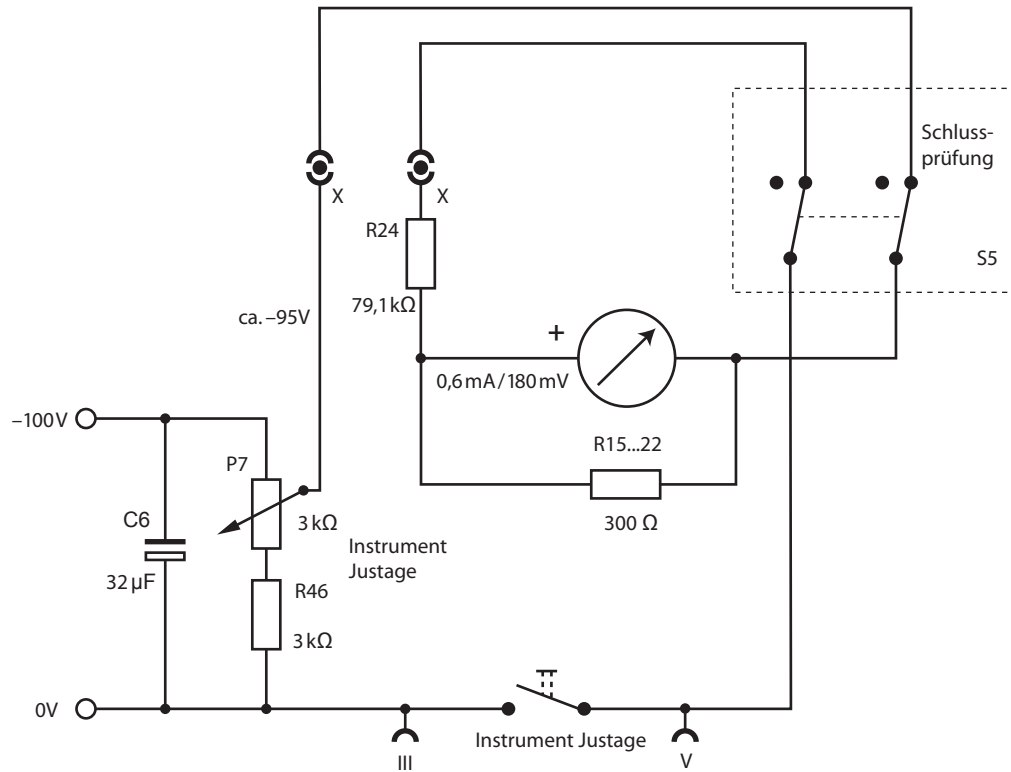 Schluss-
prüfung
X
X
R24
S5
79,1 kΩ
ca. –95V
+
0,6 mA / 180 mV
–100V
P7
R15...22
3 kΩ
300 Ω
C6
Instrument
Justage
32 µF
R46
3 kΩ
0V
Instrument Justage
III
V